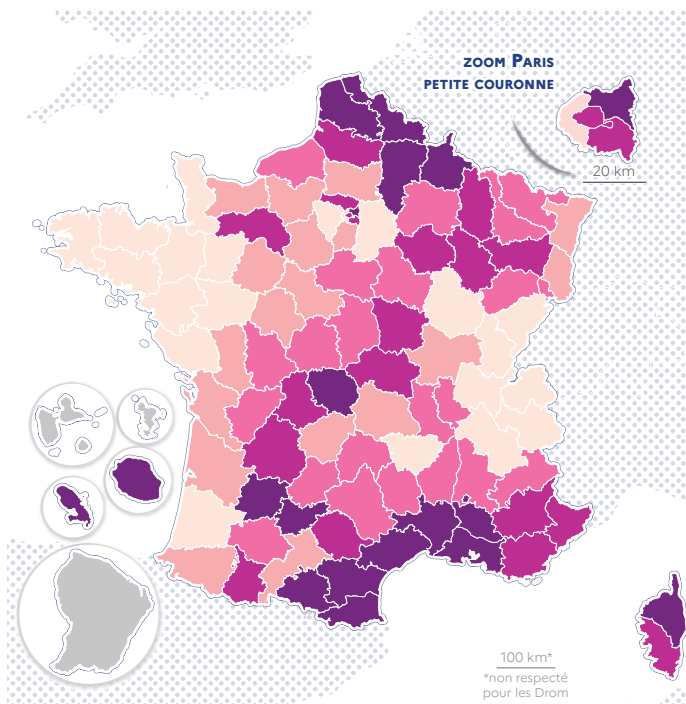 ZOOM PARIS
PETITE COURONNE
20 km
100 km*
*non respecté
pour les Drom